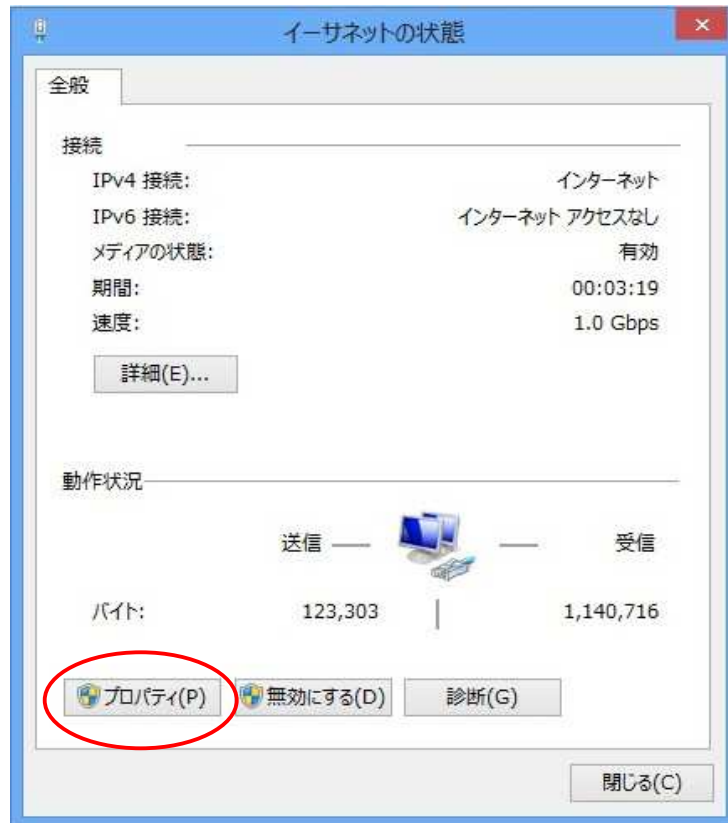 イーサネットの状態
全般
接続
IPv4 接続: インターネット
IPv6 接続: インターネット アクセスなし
メディアの状態: 有効
期間: 00:03:19
速度: 1.0 Gbps
詳細(E)...
動作状況
送信 受信
バイト: 123,303 1,140,716
プロパティ(P) 無効にする(D) 診断(G)
閉じる(C)